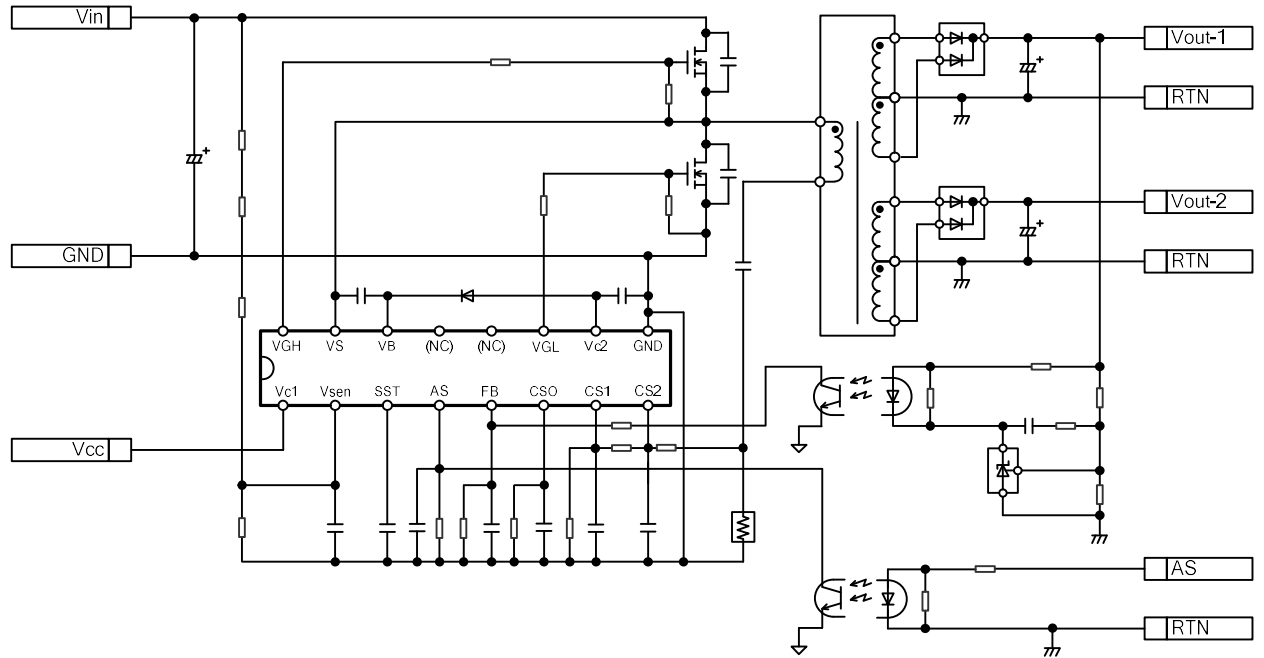 Vin
Vout-1
RTN
Vout-2
GND
RTN
VGH VS VB (NC) (NC) VGL Vc2 GND
Vc1 Vsen SST AS FB CSO CS1 CS2
Vcc
AS
RTN